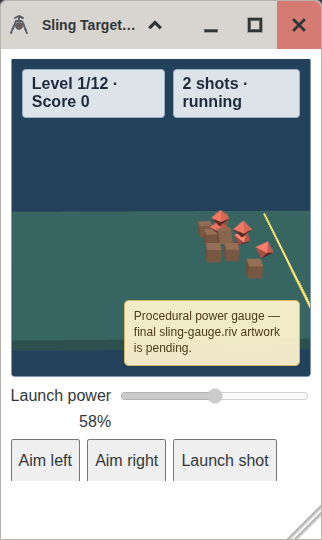 Sling Target…
Level 1/12 ·
Score 0
2 shots ·
running
Procedural power gauge —
final sling-gauge.riv artwork
is pending.
Launch power
58%
Aim left
Aim right
Launch shot